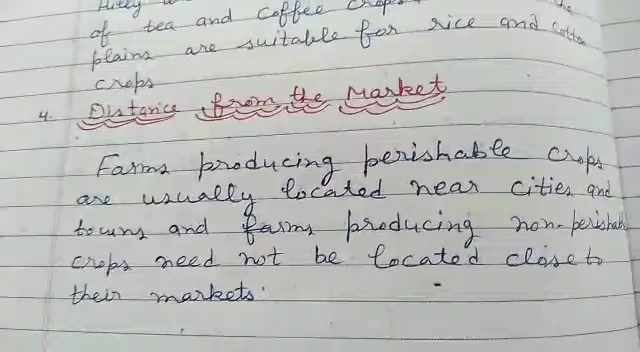 Hilly
of tea and coffee crops
plains are suitable for rice and cotton
crops
4. Distance from the Market
Farms producing perishable crops
are usually located near cities and
towns and farms producing non-perishable
crops need not be located close to
their markets.